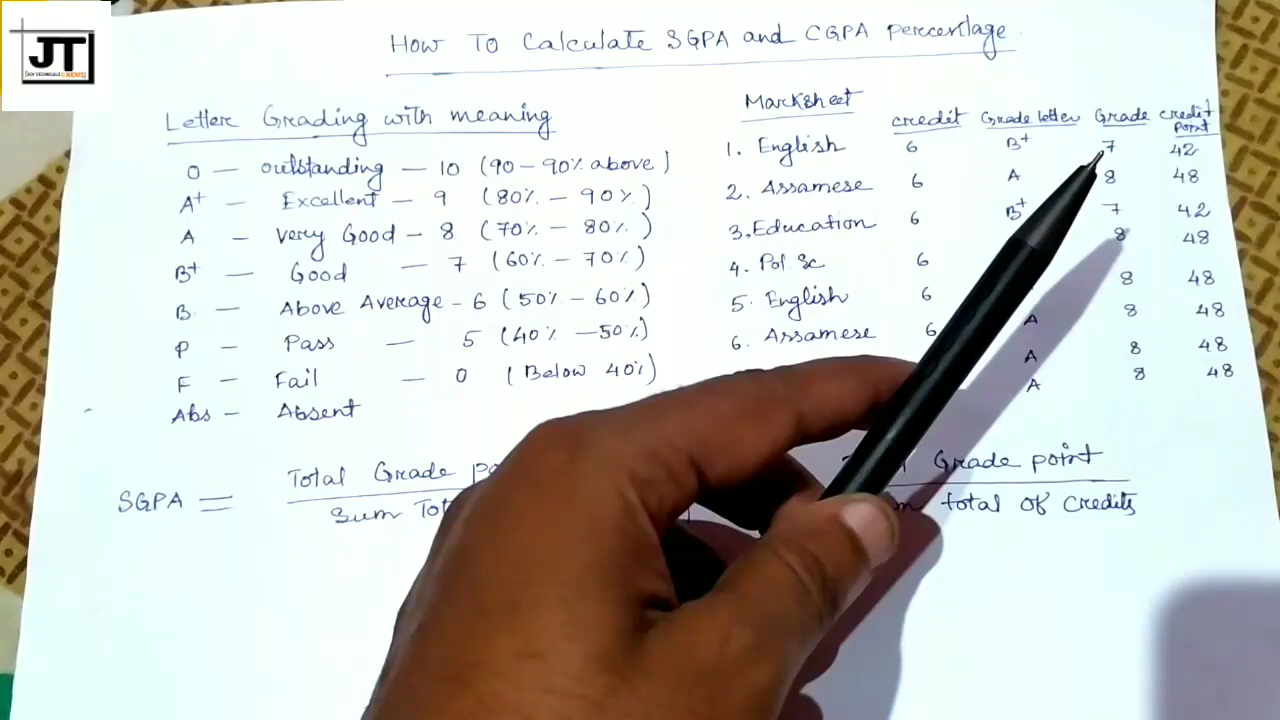 JT
How To Calculate SGPA and CGPA percentage
Letter Grading with meaning
O — outstanding — 10 (90 – 90% above)
A+ — Excellent — 9 (80% – 90%)
A — Very Good – 8 (70% – 80%)
B+ — Good — 7 (60% – 70%)
B — Above Average – 6 (50% – 60%)
P — Pass — 5 (40% – 50%)
F — Fail — 0 (Below 40%)
Abs – Absent
Marksheet credit Grade letter Grade credit point
1. English 6 B+ 7 42
2. Assamese 6 A 8 48
3. Education 6 B+ 7 42
4. Pol Sc 6 8 48
5. English 6 8 48
6. Assamese 6 A 8 48
A 8 48
A 8 48
SGPA = Total Grade
Sum
Grade point
total of credits